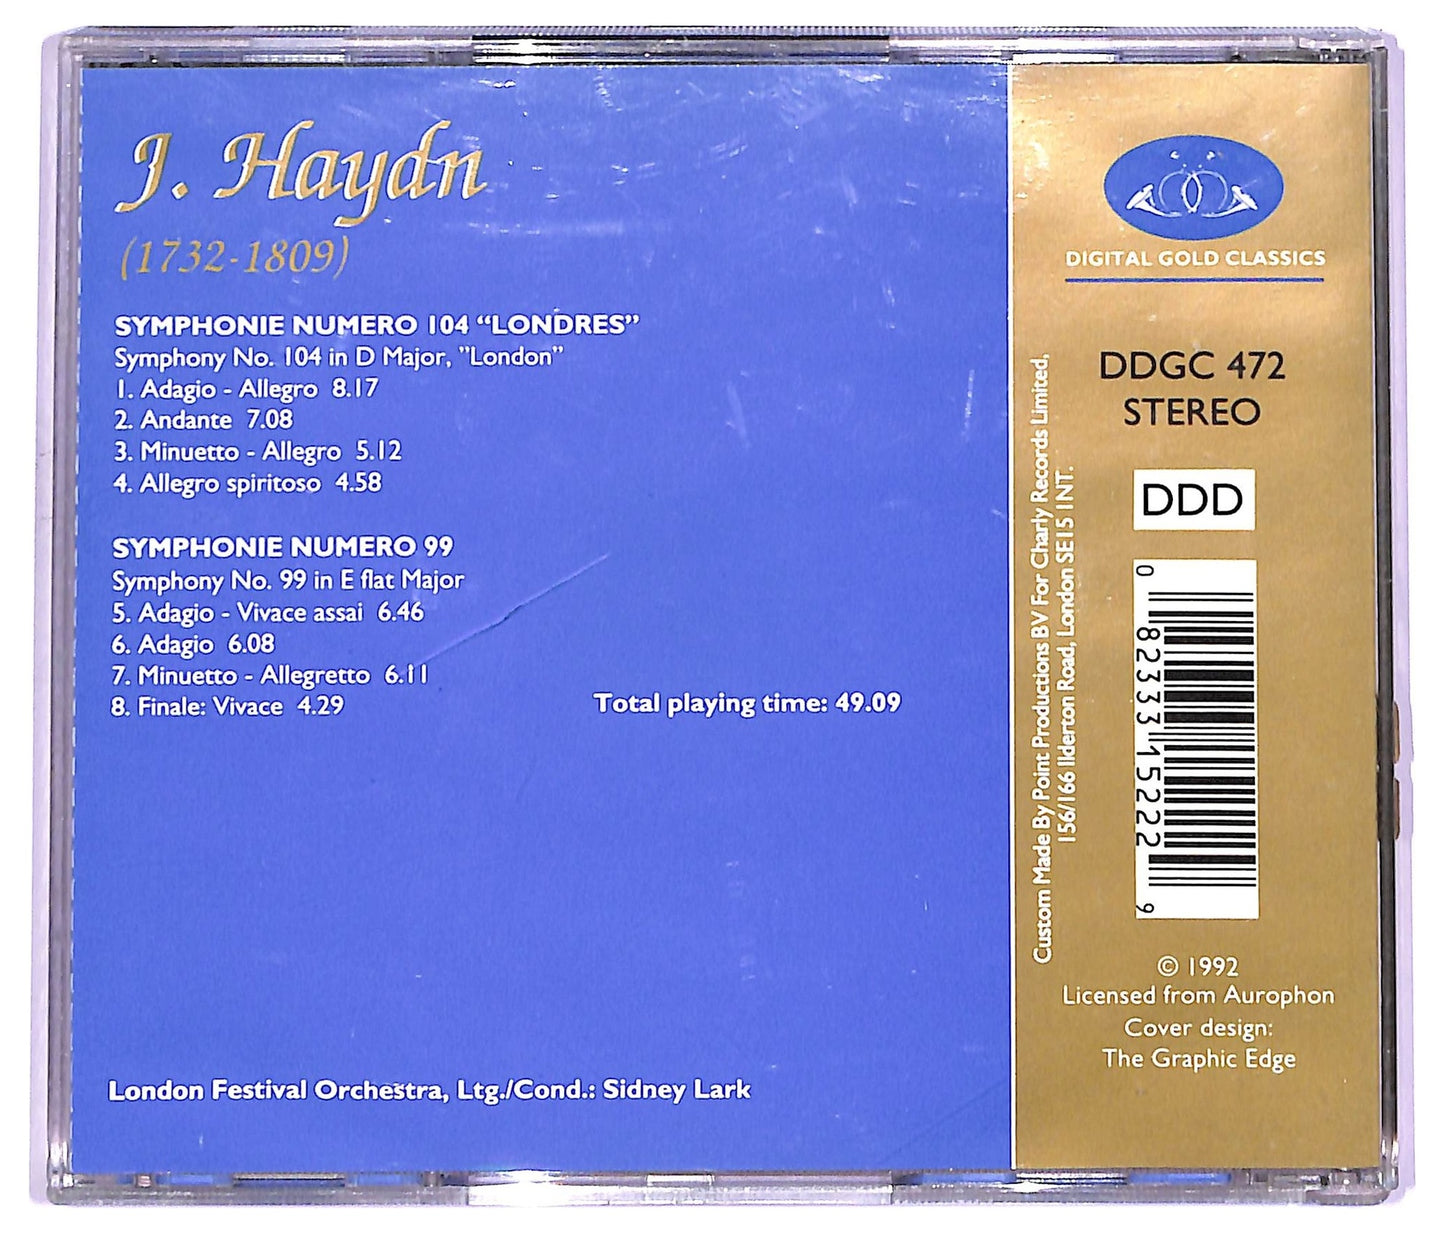 J. Haydn
(1732-1809)
SYMPHONIE NUMERO 104 “LONDRES”
Symphony No. 104 in D Major, ”London”
1. Adagio - Allegro 8.17
2. Andante 7.08
3. Minuetto - Allegro 5.12
4. Allegro spiritoso 4.58
SYMPHONIE NUMERO 99
Symphony No. 99 in E flat Major
5. Adagio - Vivace assai 6.46
6. Adagio 6.08
7. Minuetto - Allegretto 6.11
8. Finale: Vivace 4.29
Total playing time: 49.09
London Festival Orchestra, Ltg./Cond.: Sidney Lark
DIGITAL GOLD CLASSICS
DDGC 472
STEREO
DDD
Custom Made By Point Productions BV For Charly Records Limited,
156/166 Ilderton Road, London SE15 1NT.
0 82333 15222 9
© 1992
Licensed from Aurophon
Cover design:
The Graphic Edge